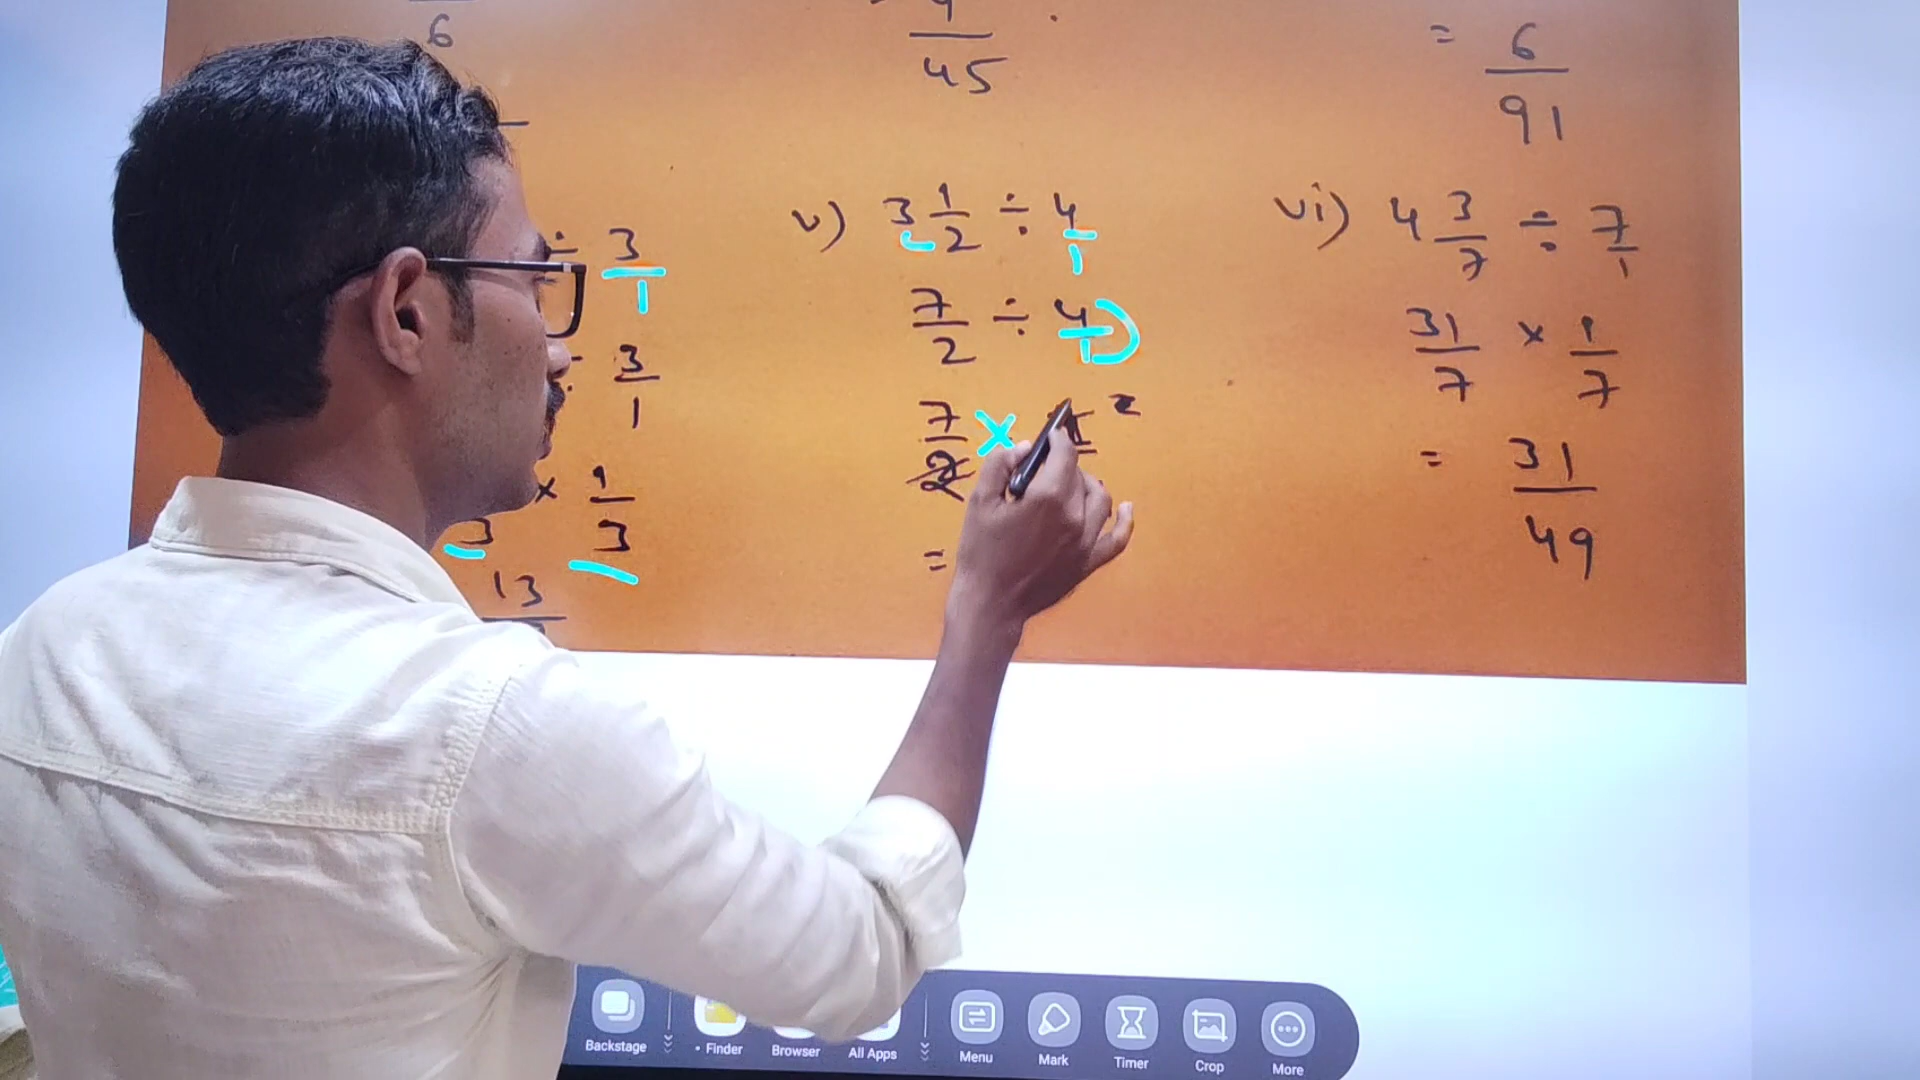 6
4/45
= 6/91
÷ 3/1
3/1
× 1/3
3
13
v) 3 1/2 ÷ 4/1
7/2 ÷ 4/1
7/2 ×
2
=
vi) 4 3/7 ÷ 7/1
31/7 × 1/7
= 31/49
Backstage
• Finder
Browser
All Apps
Menu
Mark
Timer
Crop
More